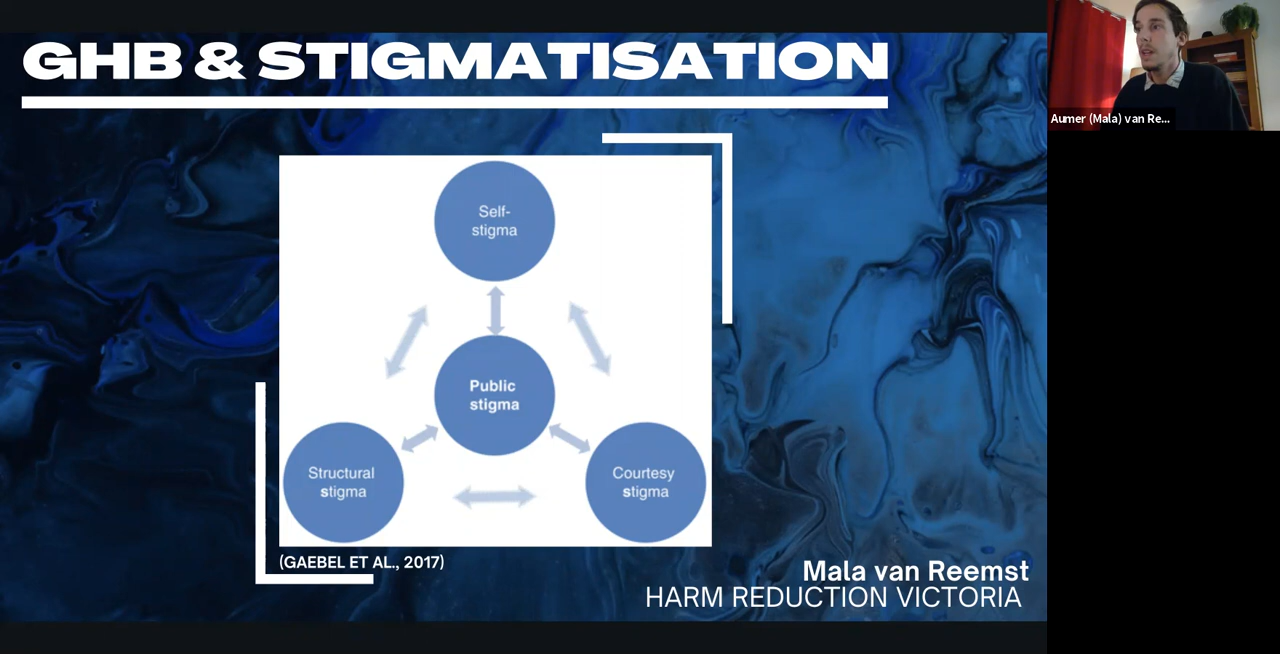 GHB & STIGMATISATION
Self-
stigma
Public
stigma
Structural
stigma
Courtesy
stigma
(GAEBEL ET AL., 2017)
Mala van Reemst
HARM REDUCTION VICTORIA
Aumer (Mala) van Re...